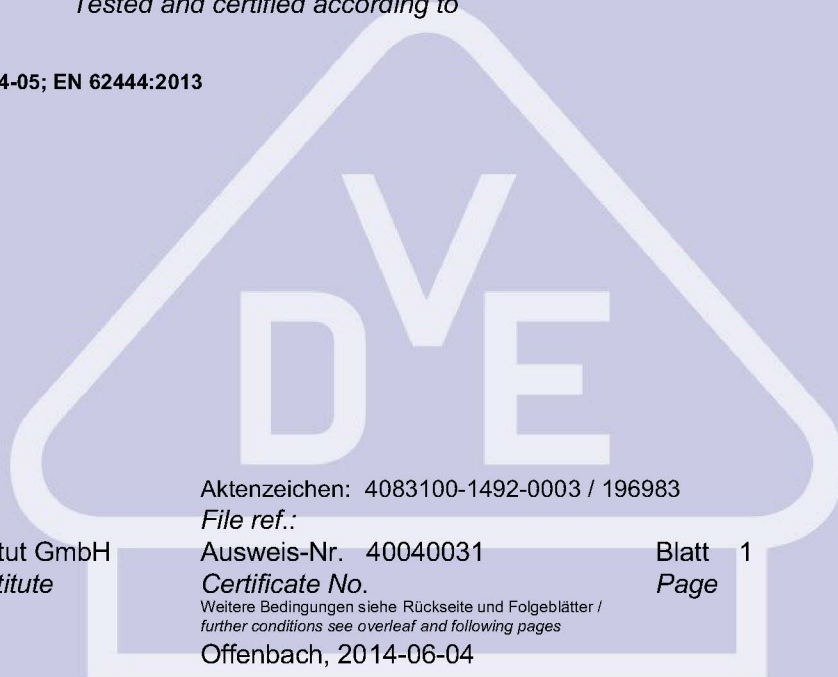 Tested and certified according to
4-05; EN 62444:2013
V
D E
Aktenzeichen: 4083100-1492-0003 / 196983
File ref.:
tut GmbH Ausweis-Nr. 40040031 Blatt 1
titute Certificate No. Page
Weitere Bedingungen siehe Rückseite und Folgeblätter /
further conditions see overleaf and following pages
Offenbach, 2014-06-04